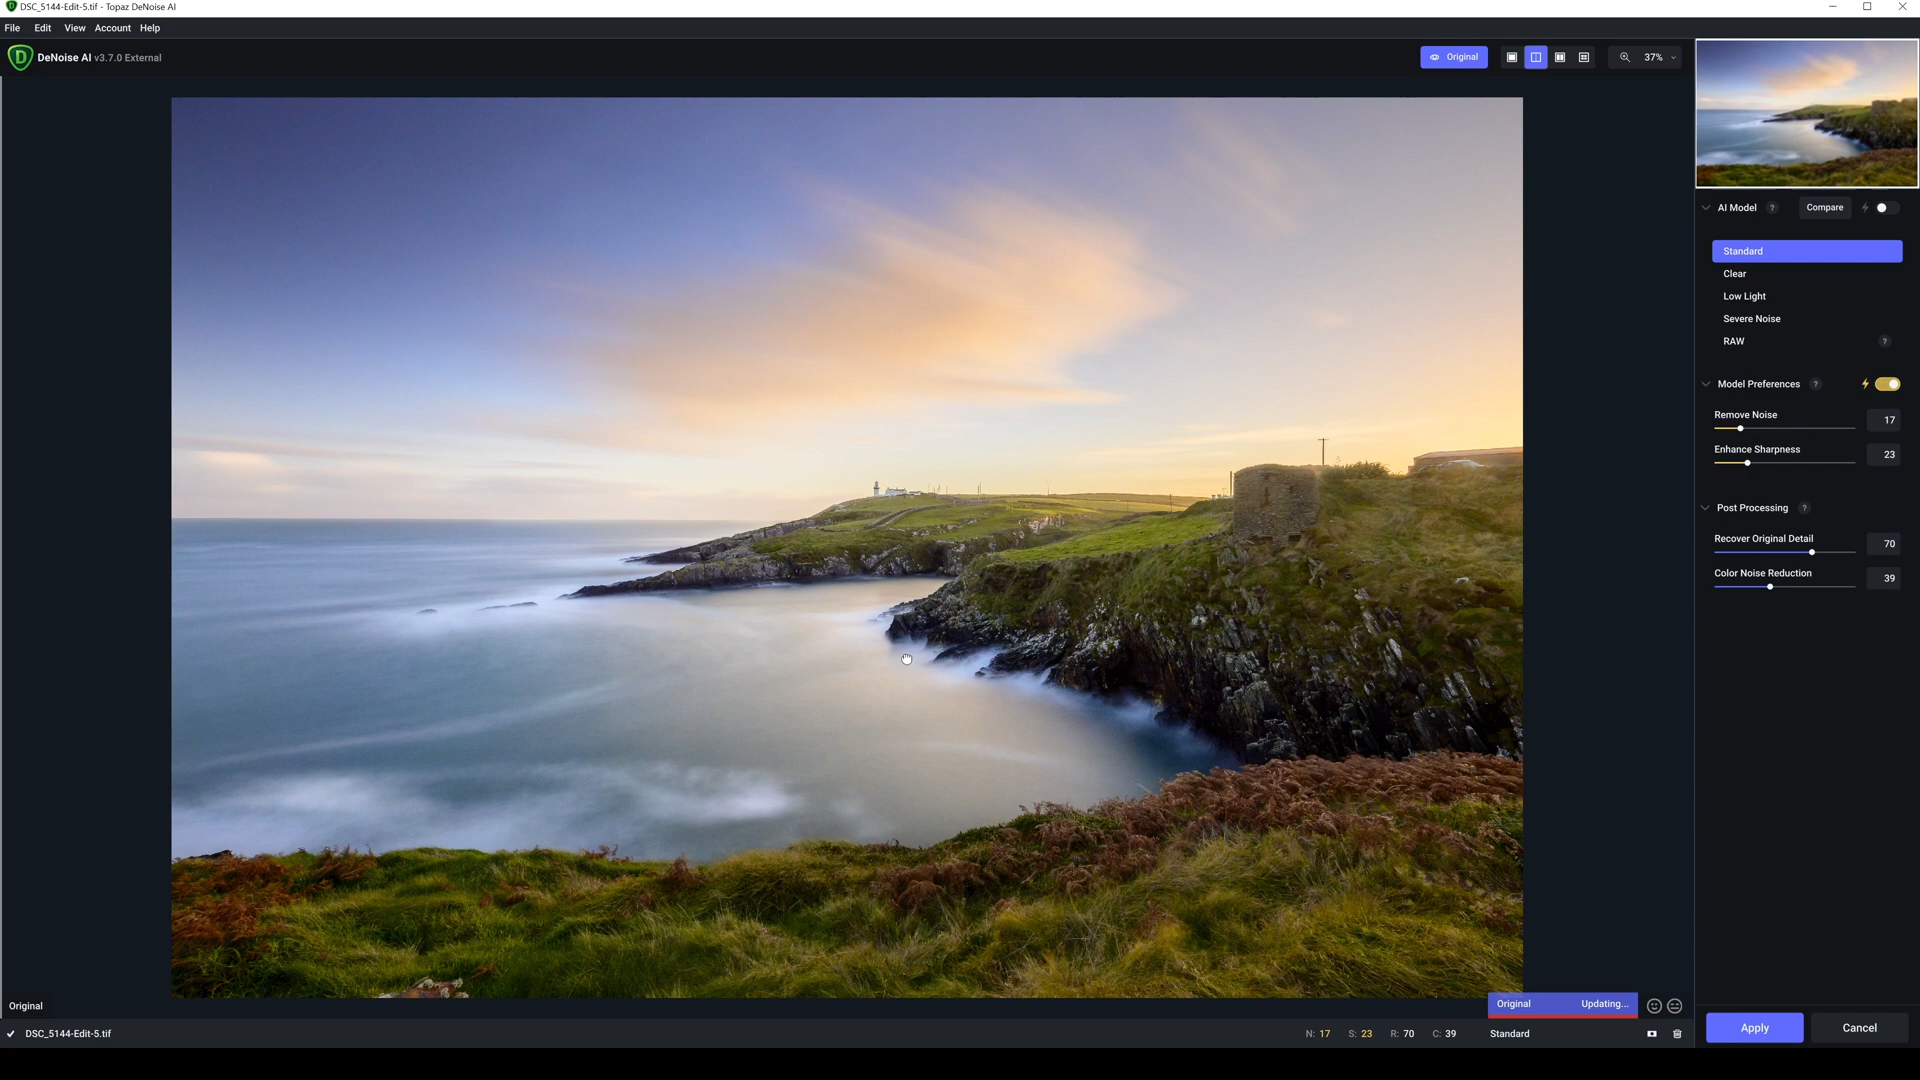 DSC_5144-Edit-5.tif - Topaz DeNoise AI
File Edit View Account Help
DeNoise AI v3.7.0 External
Original
37%
AI Model ? Compare
Standard
Clear
Low Light
Severe Noise
RAW ?
Model Preferences ?
Remove Noise 17
Enhance Sharpness 23
Post Processing ?
Recover Original Detail 70
Color Noise Reduction 39
Original
Original Updating...
DSC_5144-Edit-5.tif
N: 17 S: 23 R: 70 C: 39 Standard
Apply Cancel